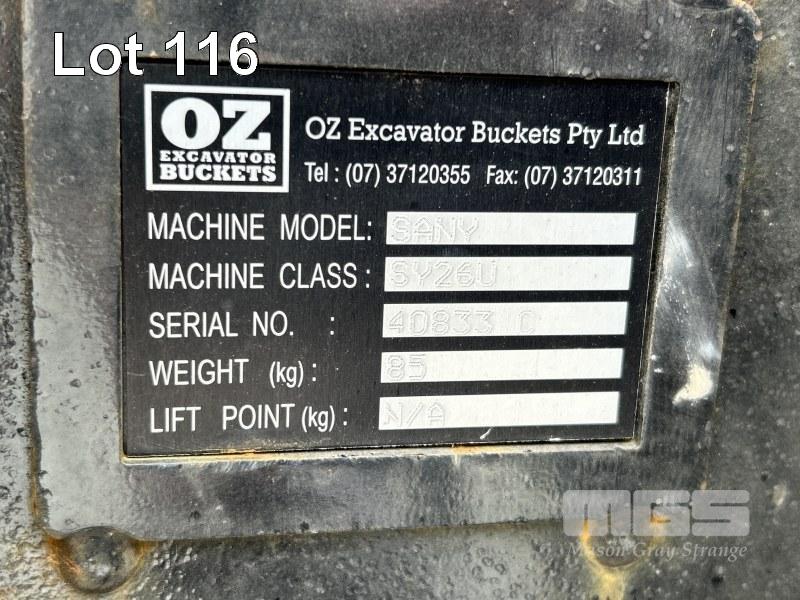 Lot 116
OZ
EXCAVATOR
BUCKETS
OZ Excavator Buckets Pty Ltd
Tel : (07) 37120355 Fax: (07) 37120311
MACHINE MODEL: SANY
MACHINE CLASS : SY26U
SERIAL NO. : 40833 C
WEIGHT (kg) : 85
LIFT POINT (kg) : N/A
MGS
Mason Gray Strange